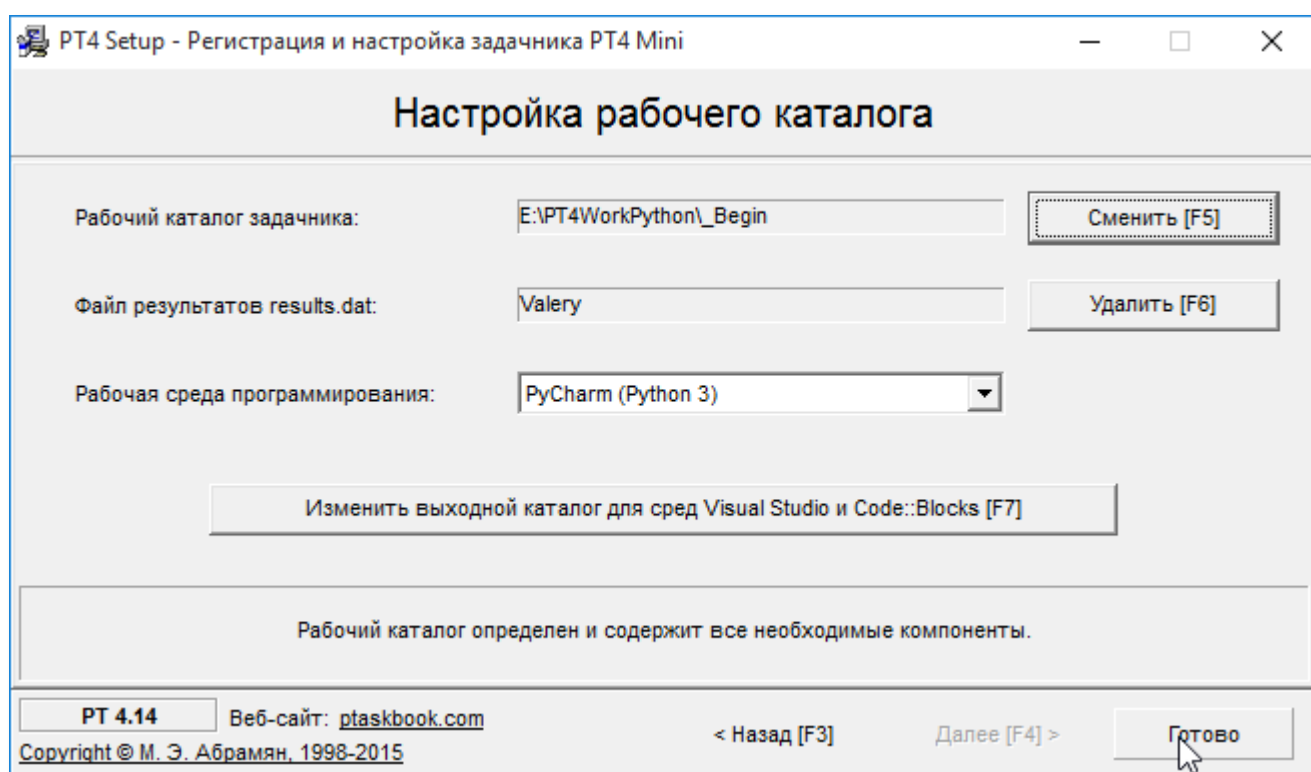 PT4 Setup - Регистрация и настройка задачника PT4 Mini
Настройка рабочего каталога
Рабочий каталог задачника: E:\PT4WorkPython\_Begin Сменить [F5]
Файл результатов results.dat: Valery Удалить [F6]
Рабочая среда программирования: PyCharm (Python 3)
Изменить выходной каталог для сред Visual Studio и Code::Blocks [F7]
Рабочий каталог определен и содержит все необходимые компоненты.
PT 4.14 Веб-сайт: ptaskbook.com < Назад [F3] Далее [F4] > Готово
Copyright © М. Э. Абрамян, 1998-2015